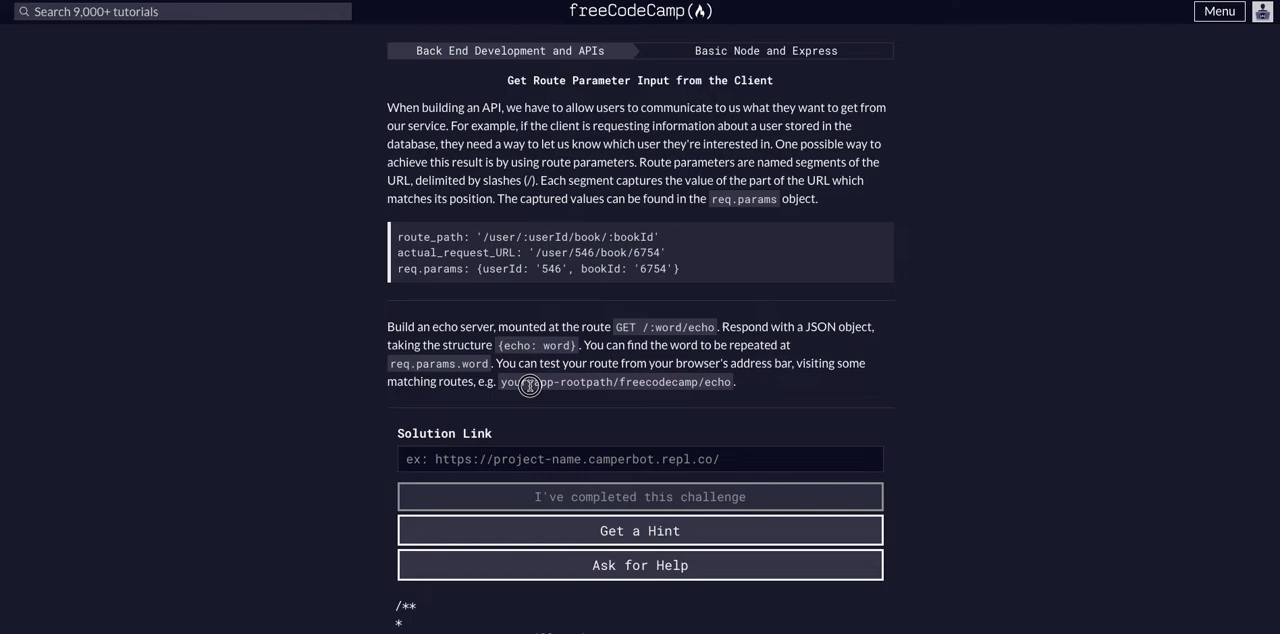 Search 9,000+ tutorials
freeCodeCamp(🔥)
Menu
Back End Development and APIs
Basic Node and Express
Get Route Parameter Input from the Client
When building an API, we have to allow users to communicate to us what they want to get from
our service. For example, if the client is requesting information about a user stored in the
database, they need a way to let us know which user they're interested in. One possible way to
achieve this result is by using route parameters. Route parameters are named segments of the
URL, delimited by slashes (/). Each segment captures the value of the part of the URL which
matches its position. The captured values can be found in the req.params object.
route_path: '/user/:userId/book/:bookId'
actual_request_URL: '/user/546/book/6754'
req.params: {userId: '546', bookId: '6754'}
Build an echo server, mounted at the route GET /:word/echo. Respond with a JSON object,
taking the structure {echo: word}. You can find the word to be repeated at
req.params.word. You can test your route from your browser's address bar, visiting some
matching routes, e.g. your-app-rootpath/freecodecamp/echo.
Solution Link
ex: https://project-name.camperbot.repl.co/
I've completed this challenge
Get a Hint
Ask for Help
/**
*